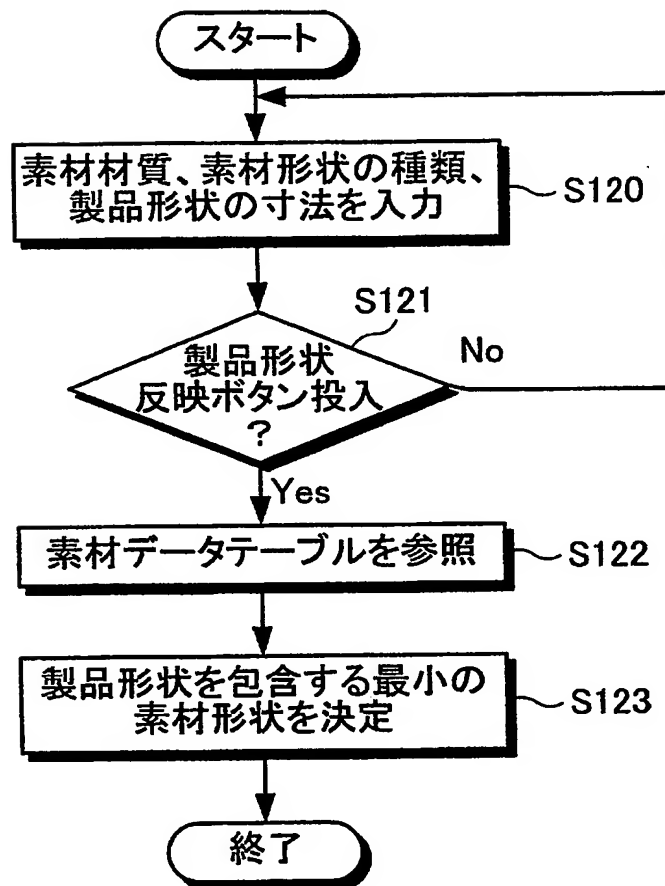 スタート
素材材質、素材形状の種類、
製品形状の寸法を入力
S120
S121
製品形状
反映ボタン投入
?
No
Yes
素材データテーブルを参照
S122
製品形状を包含する最小の
素材形状を決定
S123
終了